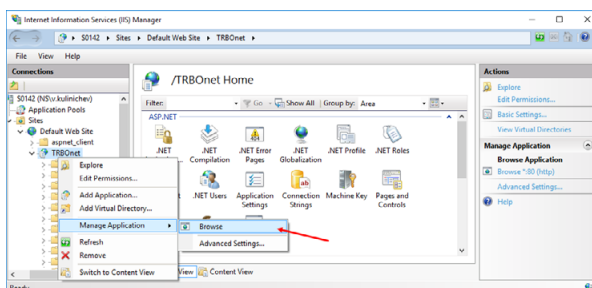 Internet Information Services (IIS) Manager
S0142 ▸ Sites ▸ Default Web Site ▸ TRBOnet ▸
File View Help
Connections
S0142 (NS\v.kulinichev)
Application Pools
Sites
Default Web Site
aspnet_client
TRBOnet
Explore
Edit Permissions...
Add Application...
Add Virtual Directory...
Manage Application
Refresh
Remove
Switch to Content View
Browse
Advanced Settings...
/TRBOnet Home
Filter: Go Show All Group by: Area
ASP.NET
.NET
.NET Compilation
.NET Error Pages
.NET Globalization
.NET Profile
.NET Roles
.NET Users
Application Settings
Connection Strings
Machine Key
Pages and Controls
View Content View
Actions
Explore
Edit Permissions...
Basic Settings...
View Virtual Directories
Manage Application
Browse Application
Browse *:80 (http)
Advanced Settings...
Help
Ready